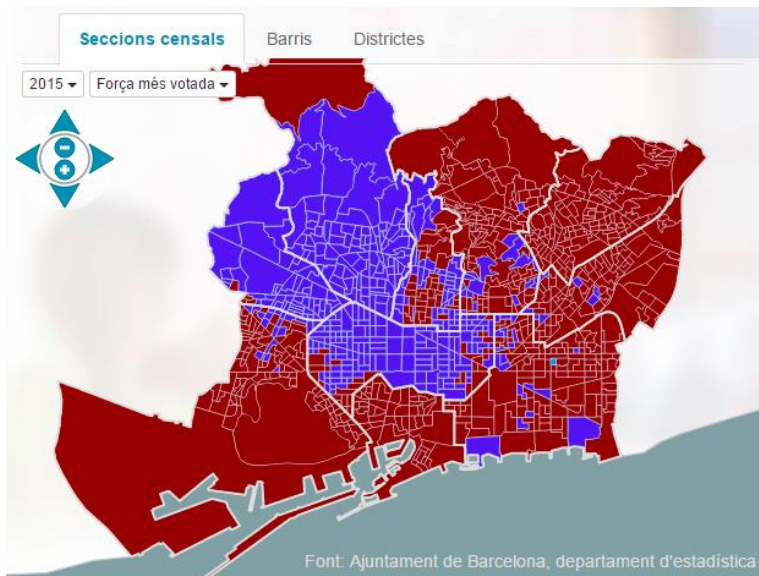 Seccions censals Barris Districtes
2015 Força més votada
Font: Ajuntament de Barcelona, departament d'estadística